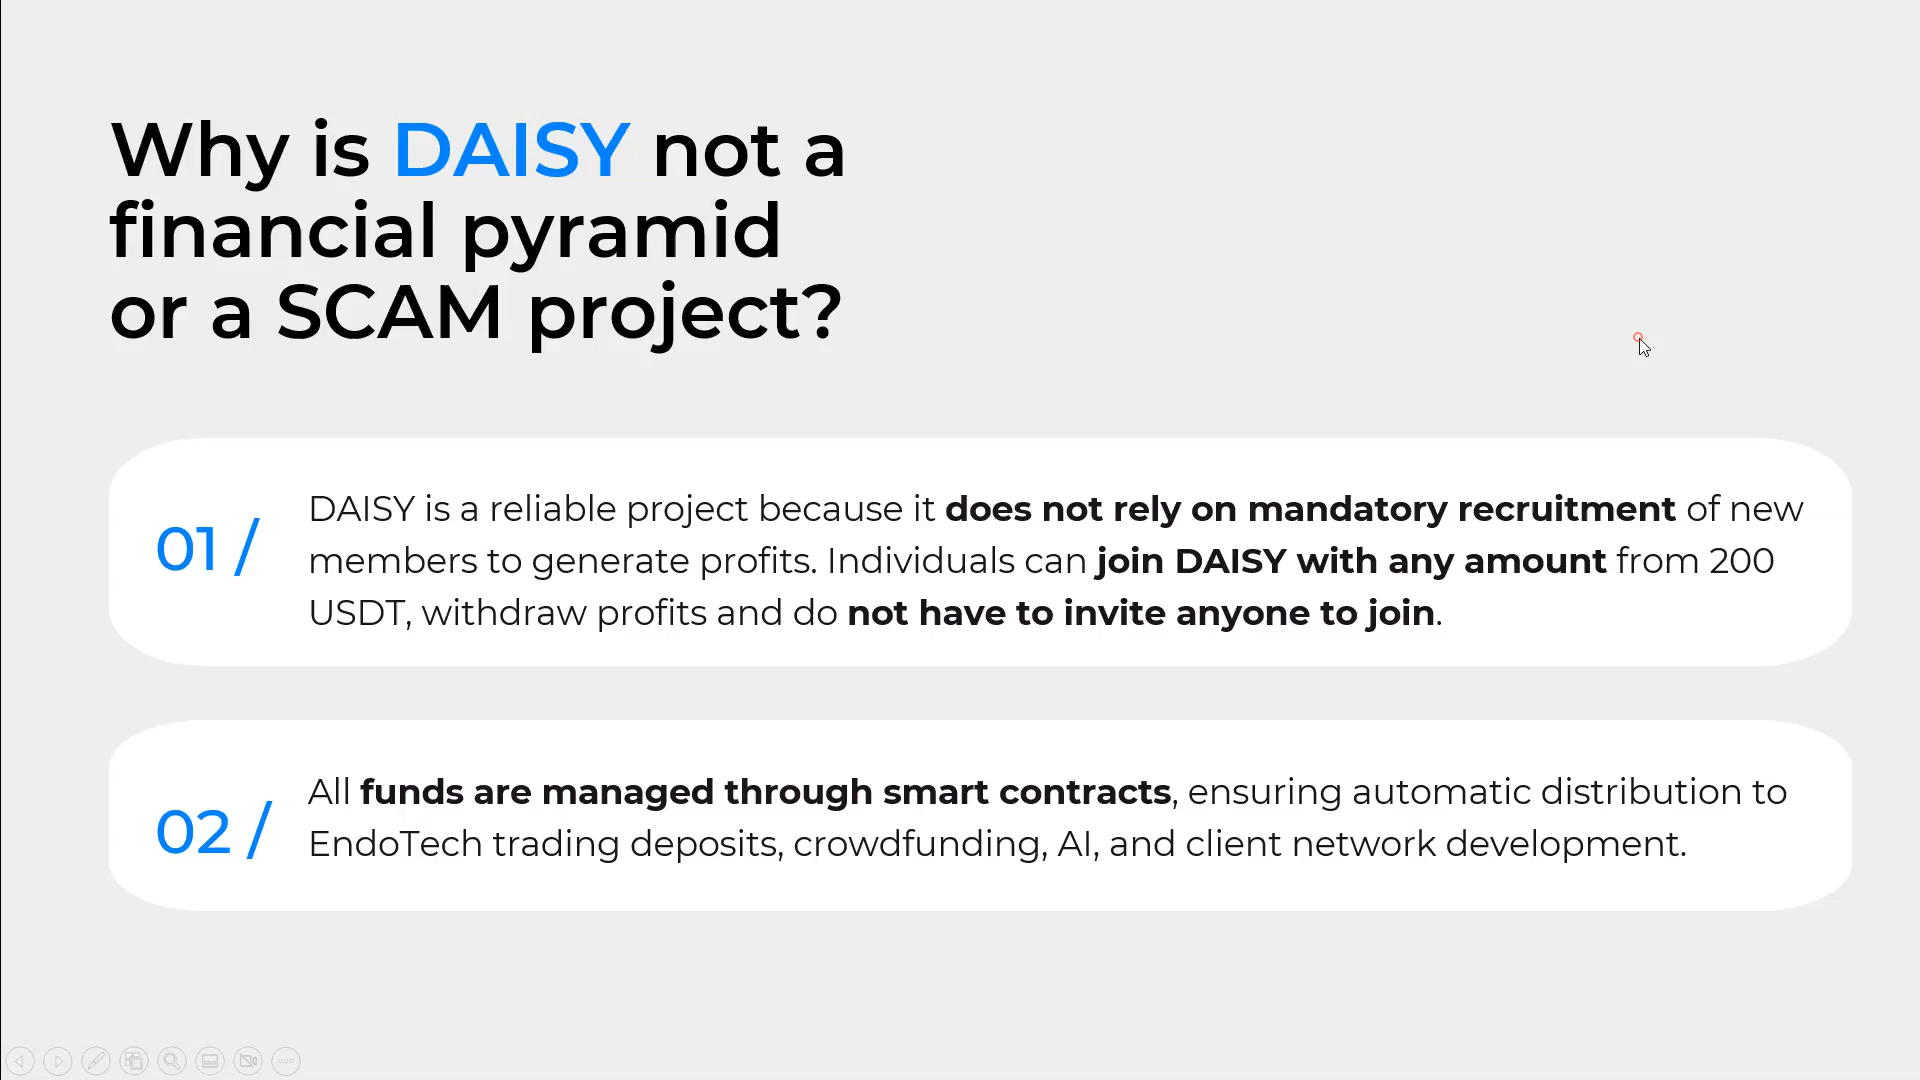 Why is DAISY not a
financial pyramid
or a SCAM project?
01 /
DAISY is a reliable project because it does not rely on mandatory recruitment of new
members to generate profits. Individuals can join DAISY with any amount from 200
USDT, withdraw profits and do not have to invite anyone to join.
02 /
All funds are managed through smart contracts, ensuring automatic distribution to
EndoTech trading deposits, crowdfunding, AI, and client network development.